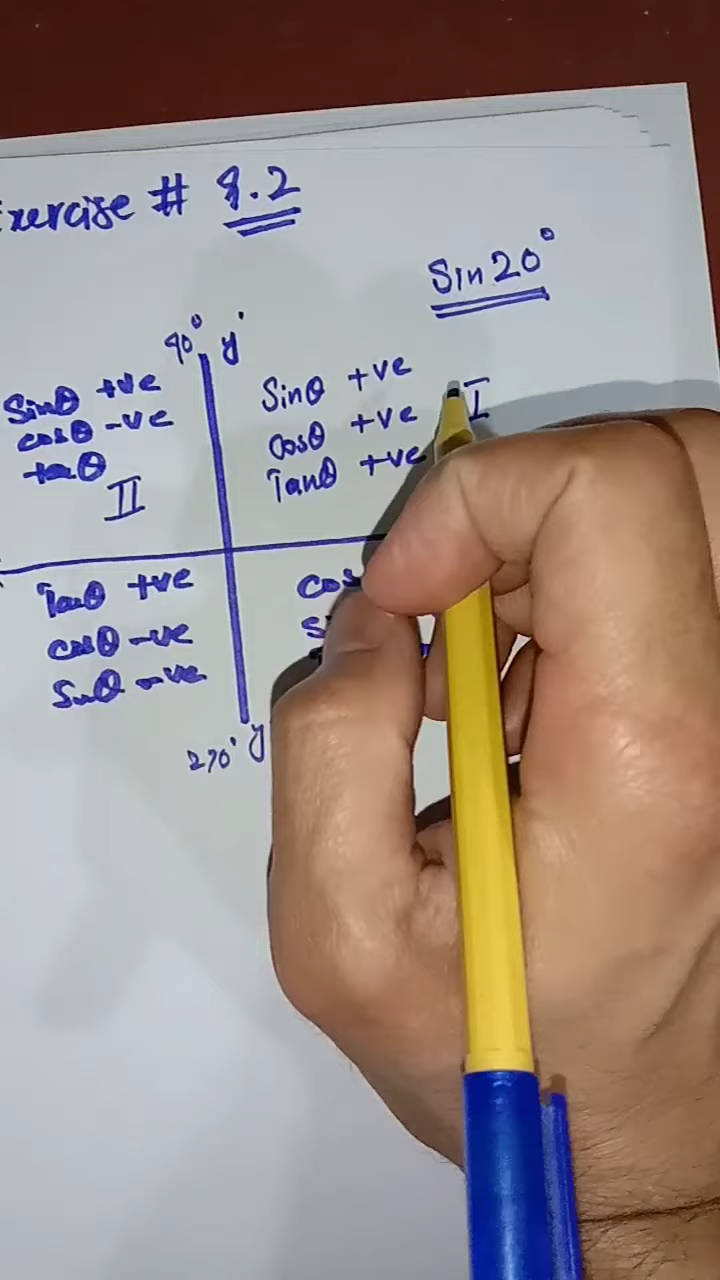 Exercise # 9.2
Sin 20°
90° y
Sinθ +ve
cosθ -ve
tanθ
II
Sinθ +ve
cosθ +ve
Tanθ +ve
I
Tanθ +ve
cosθ -ve
Sinθ -ve
cos
270° y